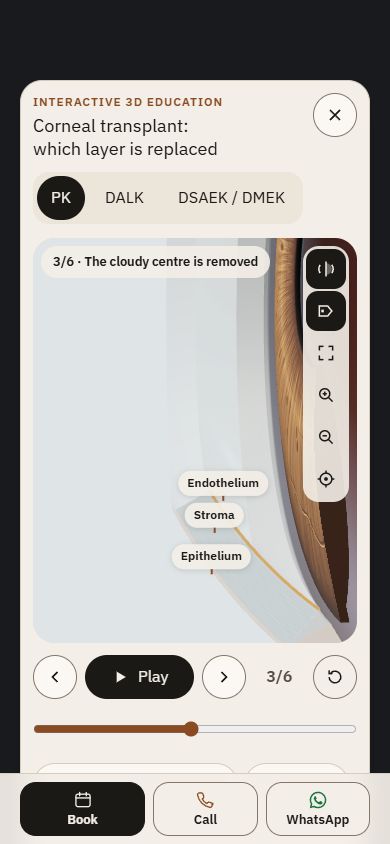 INTERACTIVE 3D EDUCATION
Corneal transplant:
which layer is replaced
PK
DALK
DSAEK / DMEK
3/6 · The cloudy centre is removed
Endothelium
Stroma
Epithelium
Play
3/6
Book
Call
WhatsApp